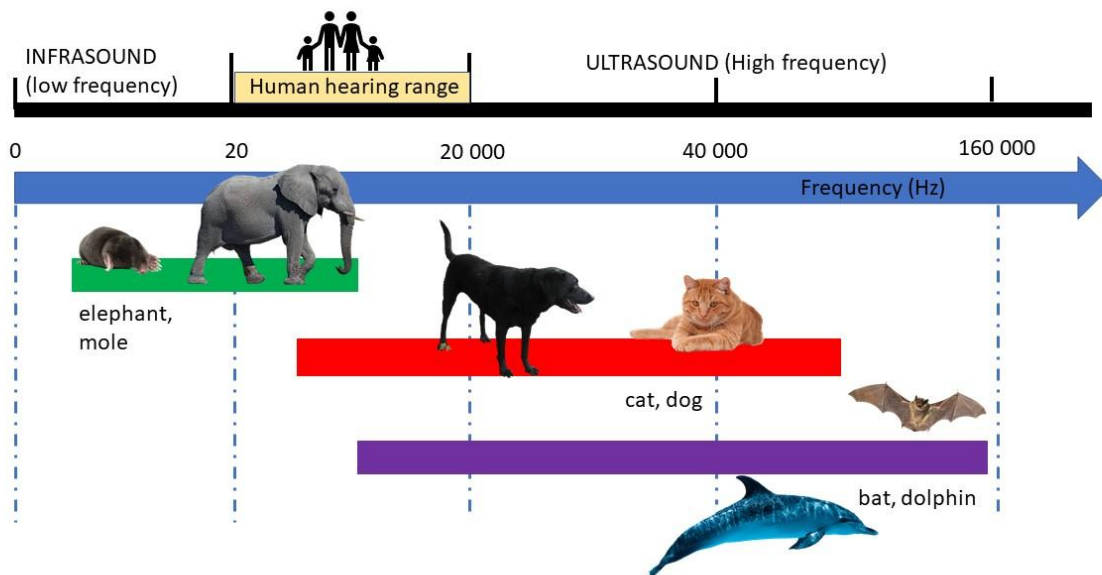 INFRASOUND
(low frequency)
Human hearing range
ULTRASOUND (High frequency)
0
20
20 000
40 000
160 000
Frequency (Hz)
elephant,
mole
cat, dog
bat, dolphin